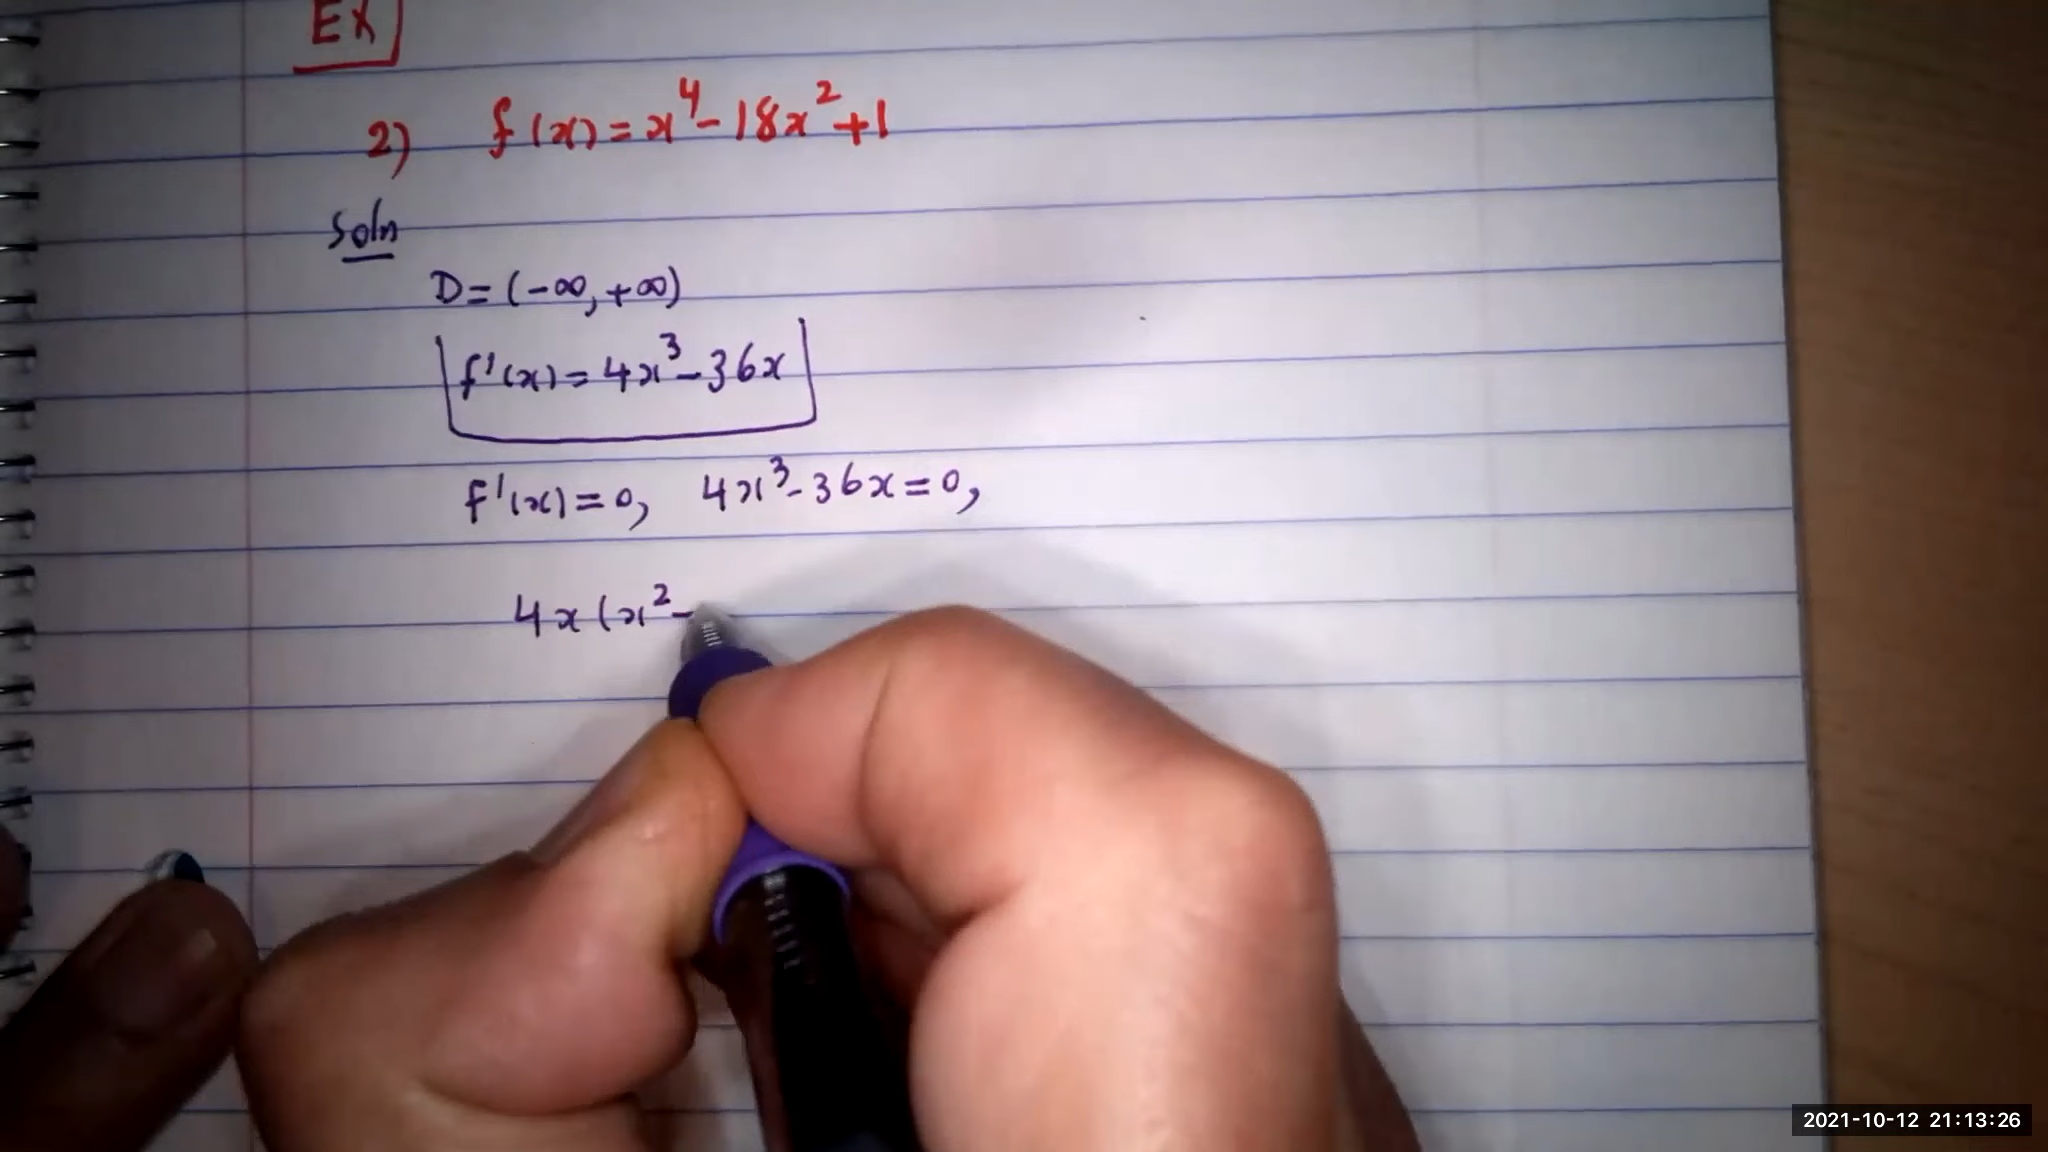 EX
2) f(x)=x⁴-18x²+1
Soln
D=(-∞,+∞)
f'(x)=4x³-36x
f'(x)=0, 4x³-36x=0,
4x(x²-
2021-10-12 21:13:26